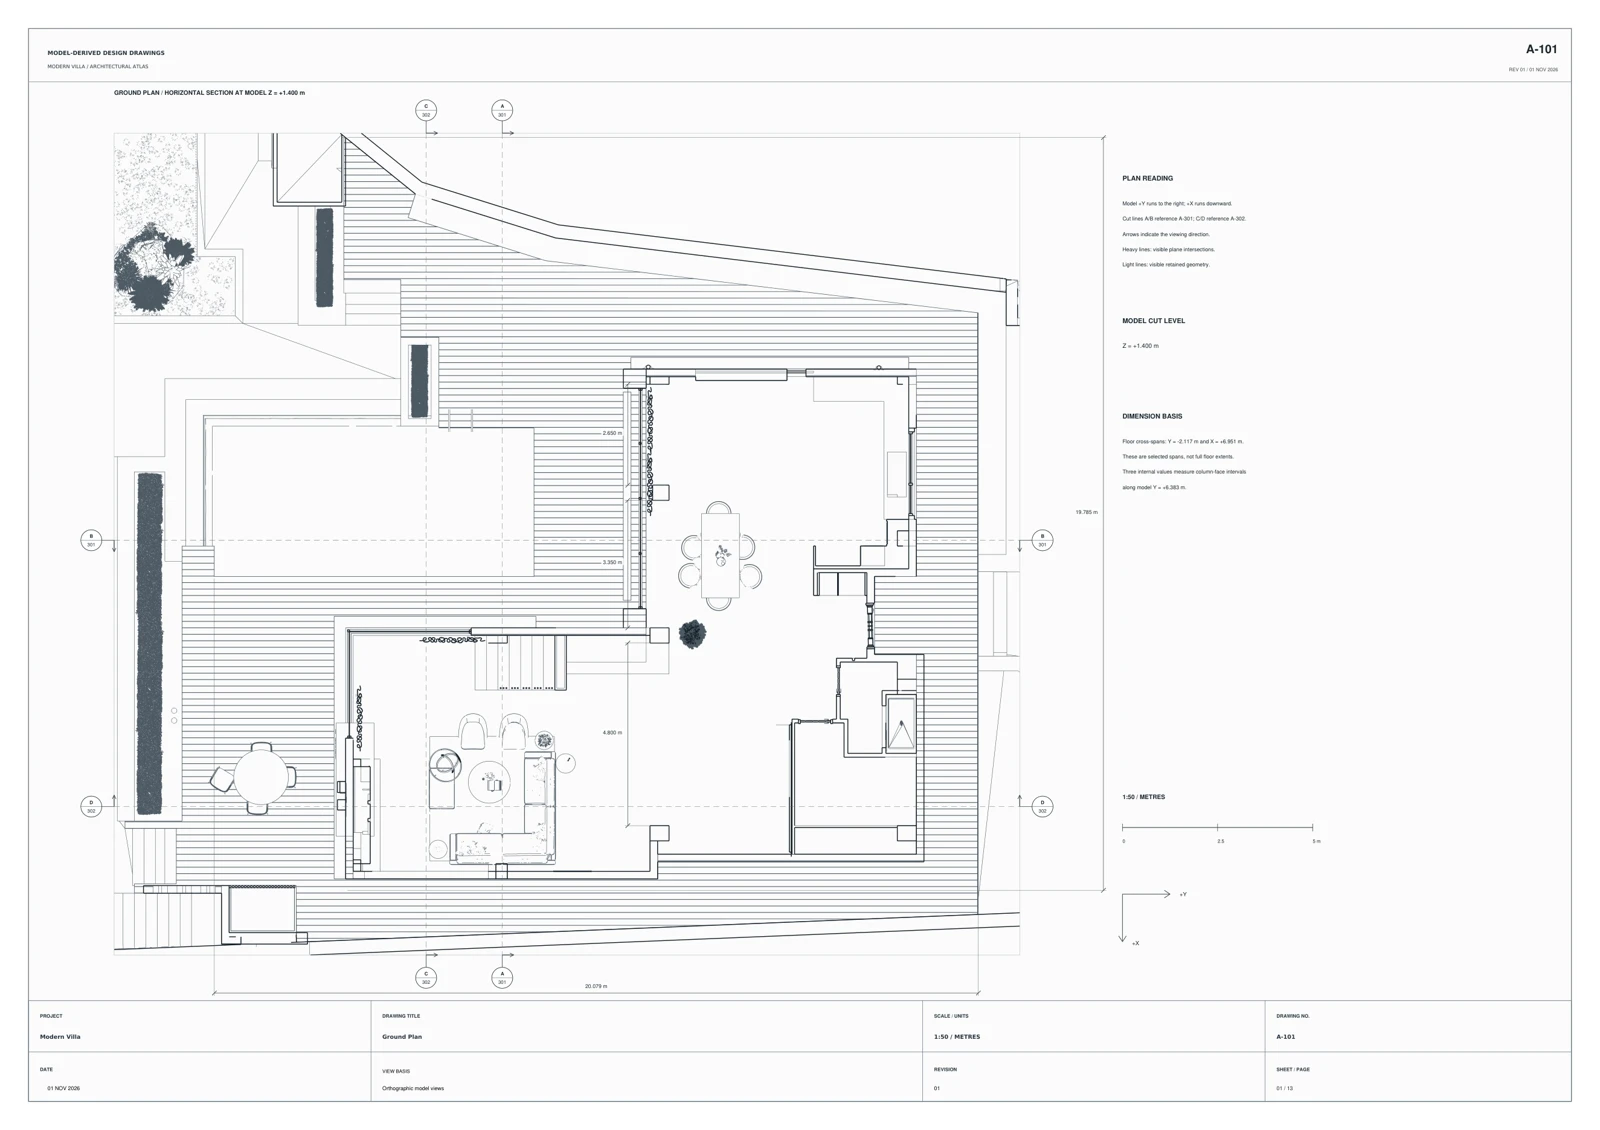 MODEL-DERIVED DESIGN DRAWINGS
MODERN VILLA / ARCHITECTURAL ATLAS
A-101
REV 01 / 01 NOV 2026
GROUND PLAN / HORIZONTAL SECTION AT MODEL Z = +1.400 m
C
302
A
301
PLAN READING
Model +Y runs to the right; +X runs downward.
Cut lines A/B reference A-301; C/D reference A-302.
Arrows indicate the viewing direction.
Heavy lines: visible plane intersections.
Light lines: visible retained geometry.
MODEL CUT LEVEL
Z = +1.400 m
DIMENSION BASIS
Floor cross-spans: Y = -2.117 m and X = +6.951 m.
These are selected spans, not full floor extents.
Three internal values measure column-face intervals
along model Y = +6.383 m.
2.650 m
19.785 m
B
301
B
301
3.350 m
4.800 m
D
302
D
302
1:50 / METRES
0
2.5
5 m
+Y
+X
C
302
A
301
20.079 m
PROJECT
Modern Villa
DRAWING TITLE
Ground Plan
SCALE / UNITS
1:50 / METRES
DRAWING NO.
A-101
DATE
01 NOV 2026
VIEW BASIS
Orthographic model views
REVISION
01
SHEET / PAGE
01 / 13